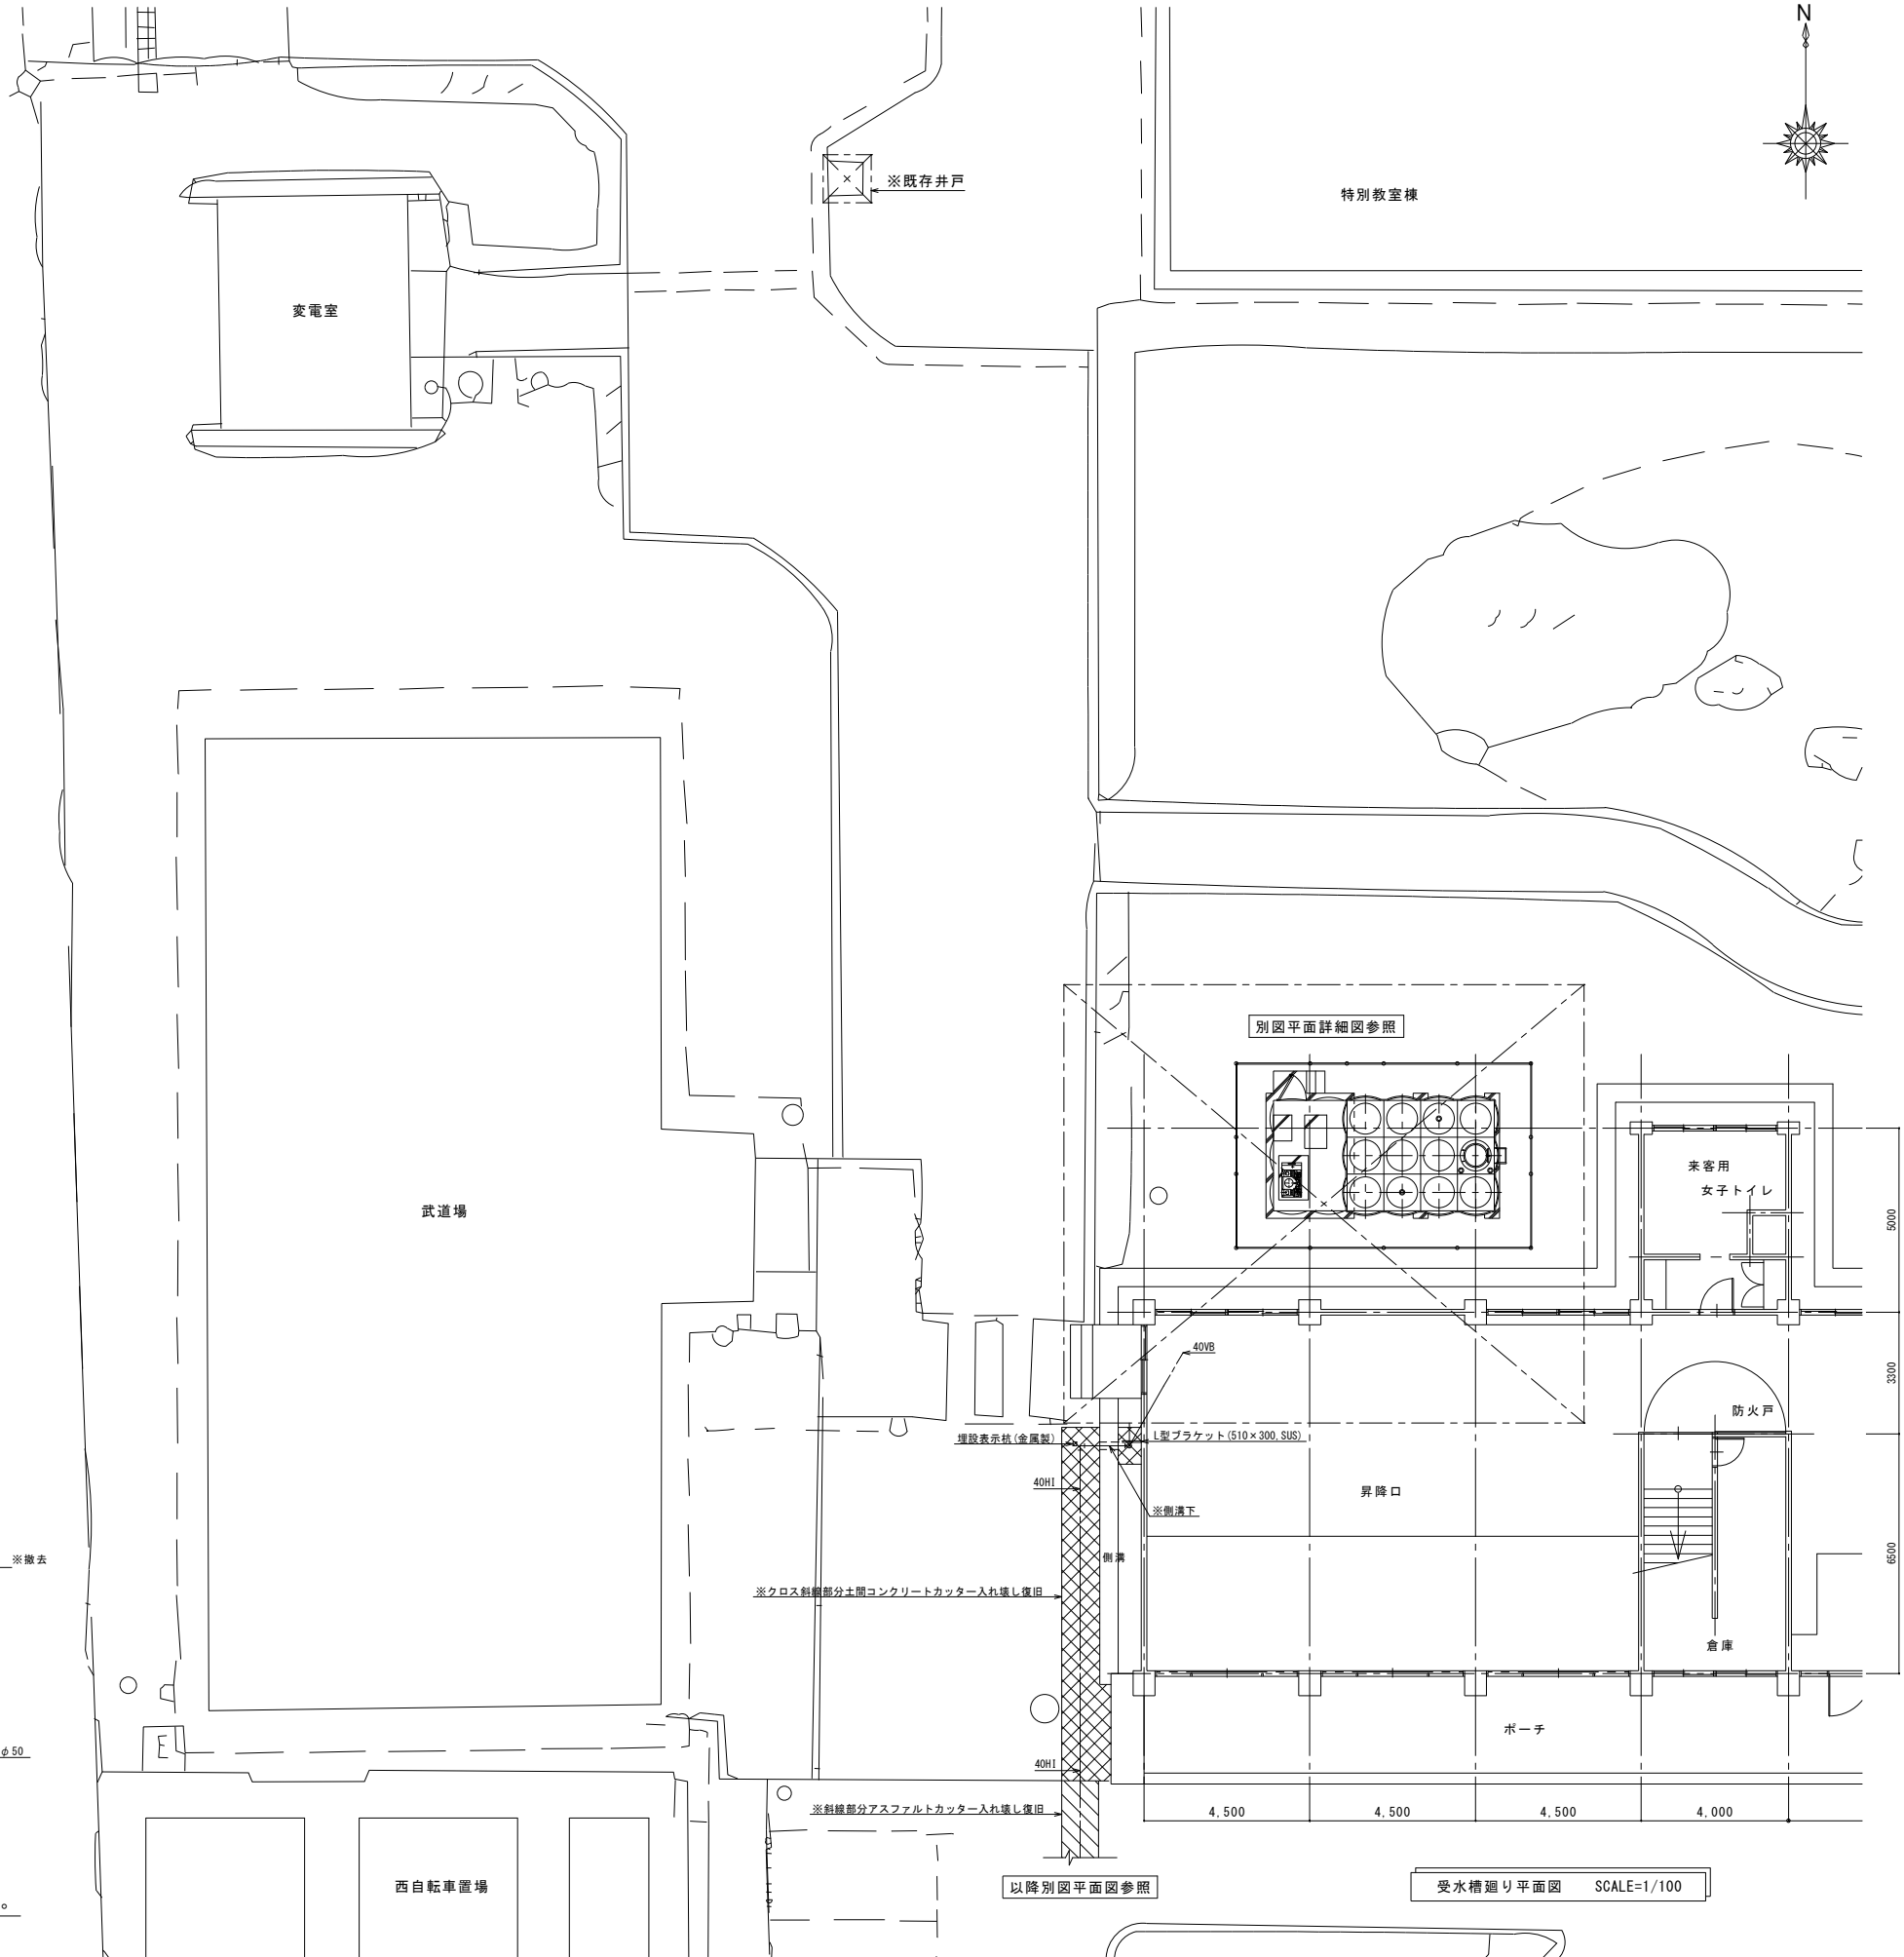 N
※既存井戸
特別教室棟
変電室
別図平面詳細図参照
来客用
女子トイレ
武道場
5000
3300
40VB
防火戸
埋設表示杭(金属製)
L型ブラケット(510×300,SUS)
40HI
昇降口
※側溝下
側溝
※撤去
6500
※クロス斜線部分土間コンクリートカッター入れ壊し復旧
倉庫
ポーチ
φ50
40HI
※斜線部分アスファルトカッター入れ壊し復旧
4,500
4,500
4,500
4,000
西自転車置場
以降別図平面図参照
受水槽廻り平面図 SCALE=1/100
。